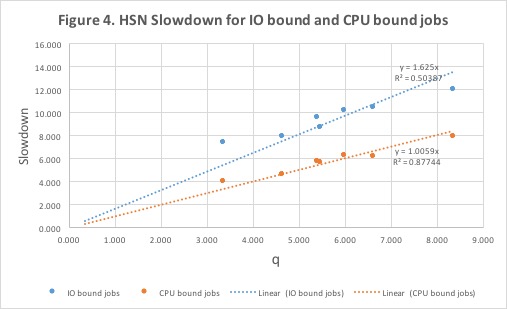 Figure 4. HSN Slowdown for IO bound and CPU bound jobs
16.000
14.000
12.000
10.000
8.000
6.000
4.000
2.000
0.000
Slowdown
y = 1.625x
R² = 0.50387
y = 1.0059x
R² = 0.87744
0.000 1.000 2.000 3.000 4.000 5.000 6.000 7.000 8.000 9.000
q
IO bound jobs CPU bound jobs Linear (IO bound jobs) Linear (CPU bound jobs)